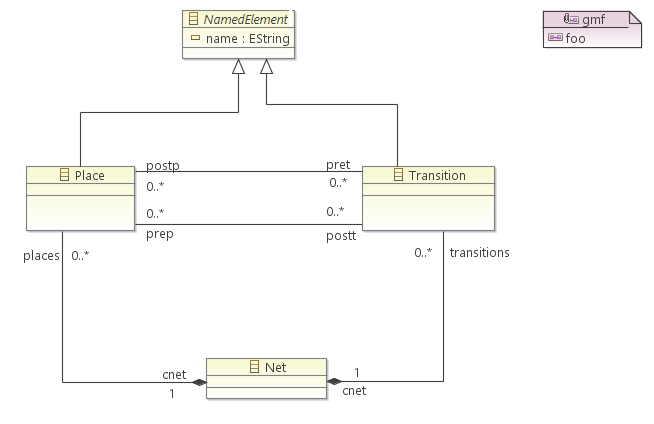 NamedElement
name : EString
gmf
foo
Place
postp
0..*
pret
0..*
Transition
0..*
prep
0..*
postt
places
0..*
0..*
transitions
cnet
1
Net
1
cnet